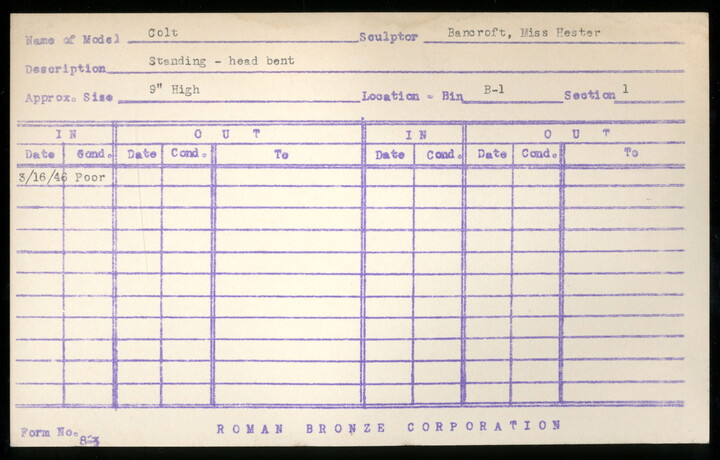 Name of Model Colt Sculptor Bancroft, Miss Hester
Description Standing - head bent
Approx. Size 9" High Location - Bin B-1 Section 1
IN OUT IN OUT
Date Cond. Date Cond. To Date Cond. Date Cond. To
3/16/46 Poor
Form No. ROMAN BRONZE CORPORATION